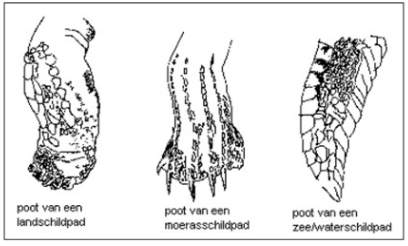 poot van een
landschildpad
poot van een
moerasschildpad
poot van een
zee/waterschildpad